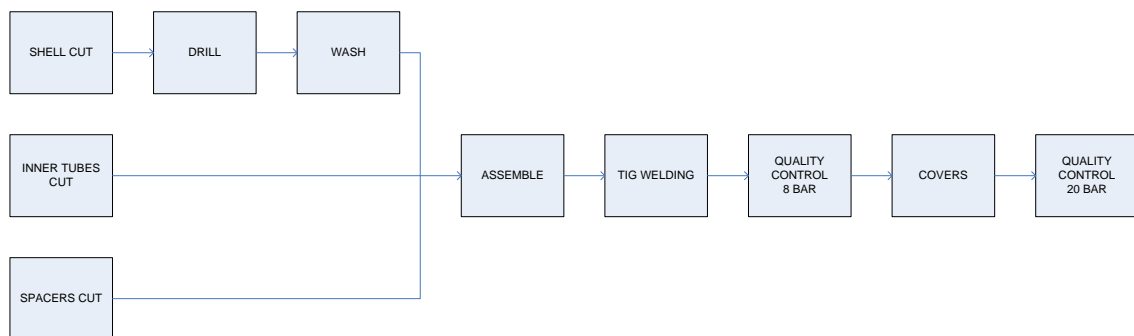 SHELL CUT
DRILL
WASH
INNER TUBES
CUT
ASSEMBLE
TIG WELDING
QUALITY
CONTROL
8 BAR
COVERS
QUALITY
CONTROL
20 BAR
SPACERS CUT